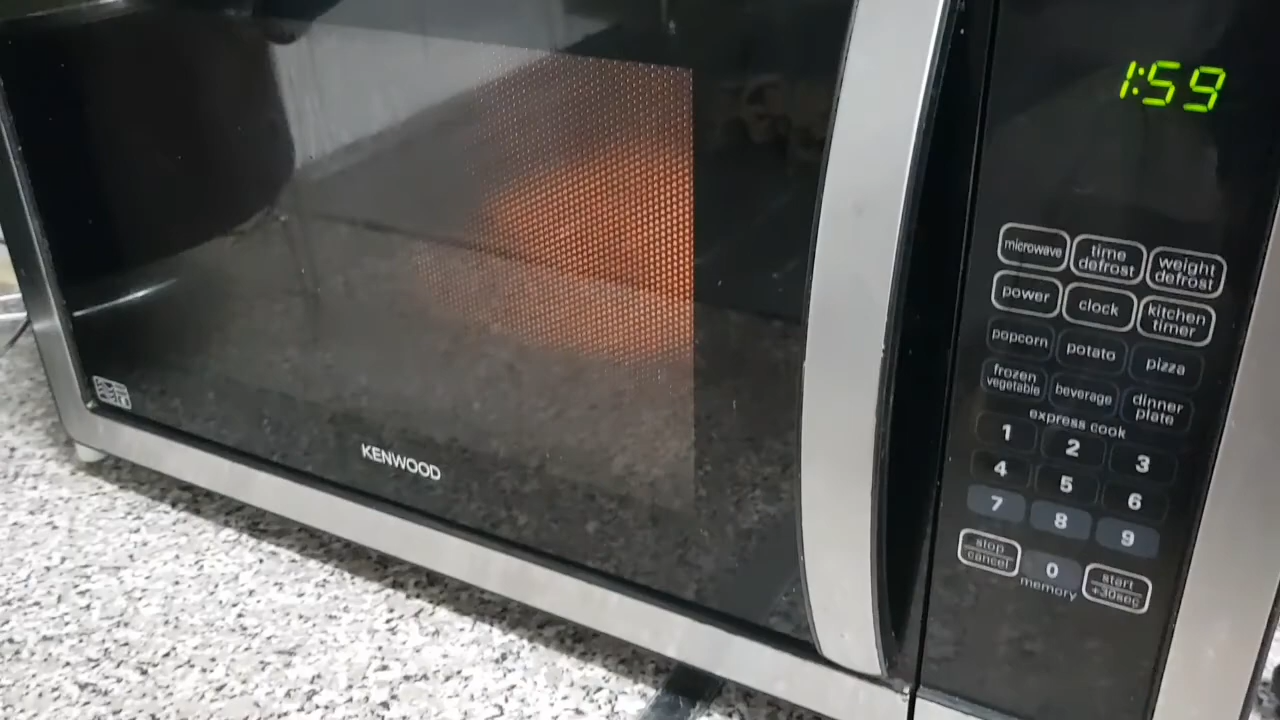 1:59
microwave
time defrost
weight defrost
power
clock
kitchen timer
popcorn
potato
pizza
frozen vegetable
beverage
dinner plate
express cook
1 2 3
4 5 6
7 8 9
stop cancel
0
memory
start +30sec
KENWOOD